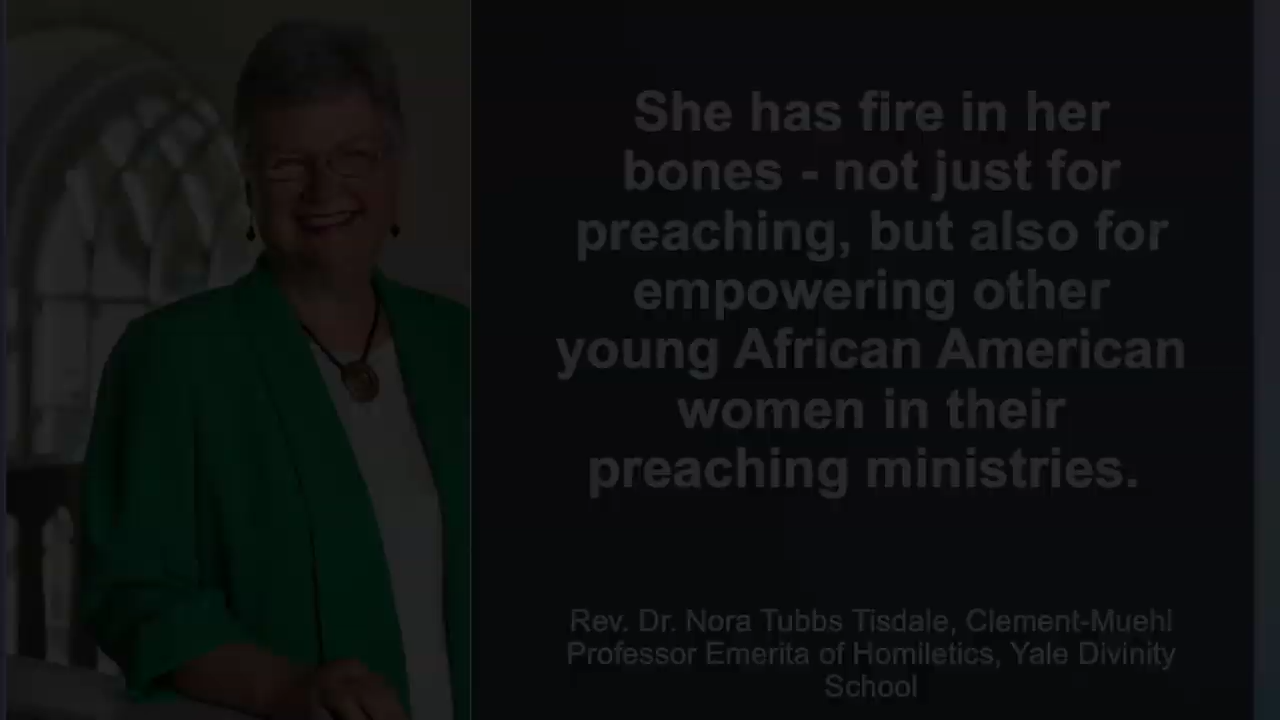 She has fire in her
bones - not just for
preaching, but also for
empowering other
young African American
women in their
preaching ministries.
Rev. Dr. Nora Tubbs Tisdale, Clement-Muehl
Professor Emerita of Homiletics, Yale Divinity
School